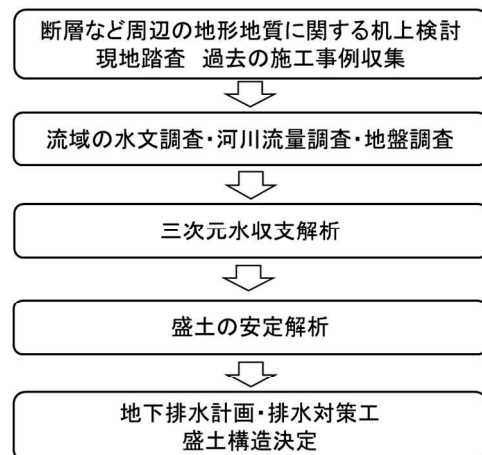 断層など周辺の地形地質に関する机上検討
現地踏査 過去の施工事例収集
流域の水文調査・河川流量調査・地盤調査
三次元水収支解析
盛土の安定解析
地下排水計画・排水対策工
盛土構造決定